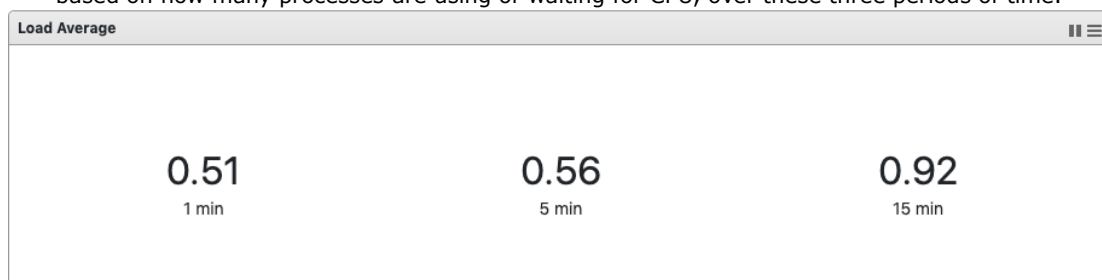 based on how many processes are using or waiting for CPU, over these three periods of time.
Load Average
0.51 0.56 0.92
1 min 5 min 15 min